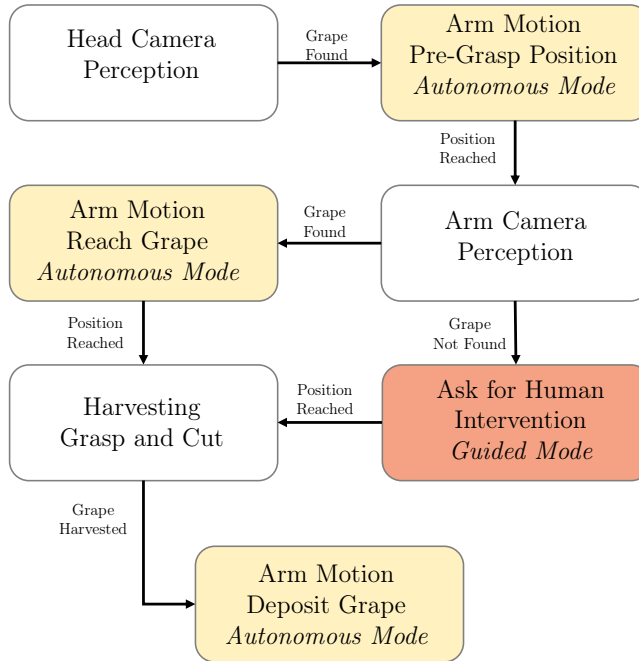 Head Camera
Perception
Grape
Found
Arm Motion
Pre-Grasp Position
Autonomous Mode
Position
Reached
Arm Motion
Reach Grape
Autonomous Mode
Grape
Found
Arm Camera
Perception
Position
Reached
Grape
Not Found
Harvesting
Grasp and Cut
Position
Reached
Ask for Human
Intervention
Guided Mode
Grape
Harvested
Arm Motion
Deposit Grape
Autonomous Mode